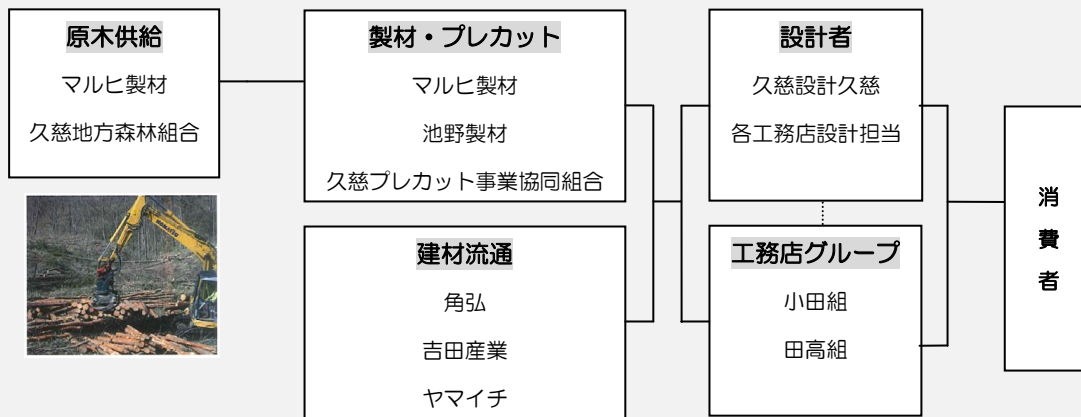 原木供給
マルヒ製材
久慈地方森林組合
製材・プレカット
マルヒ製材
池野製材
久慈プレカット事業協同組合
建材流通
角弘
吉田産業
ヤマイチ
設計者
久慈設計久慈
各工務店設計担当
工務店グループ
小田組
田高組
消費者